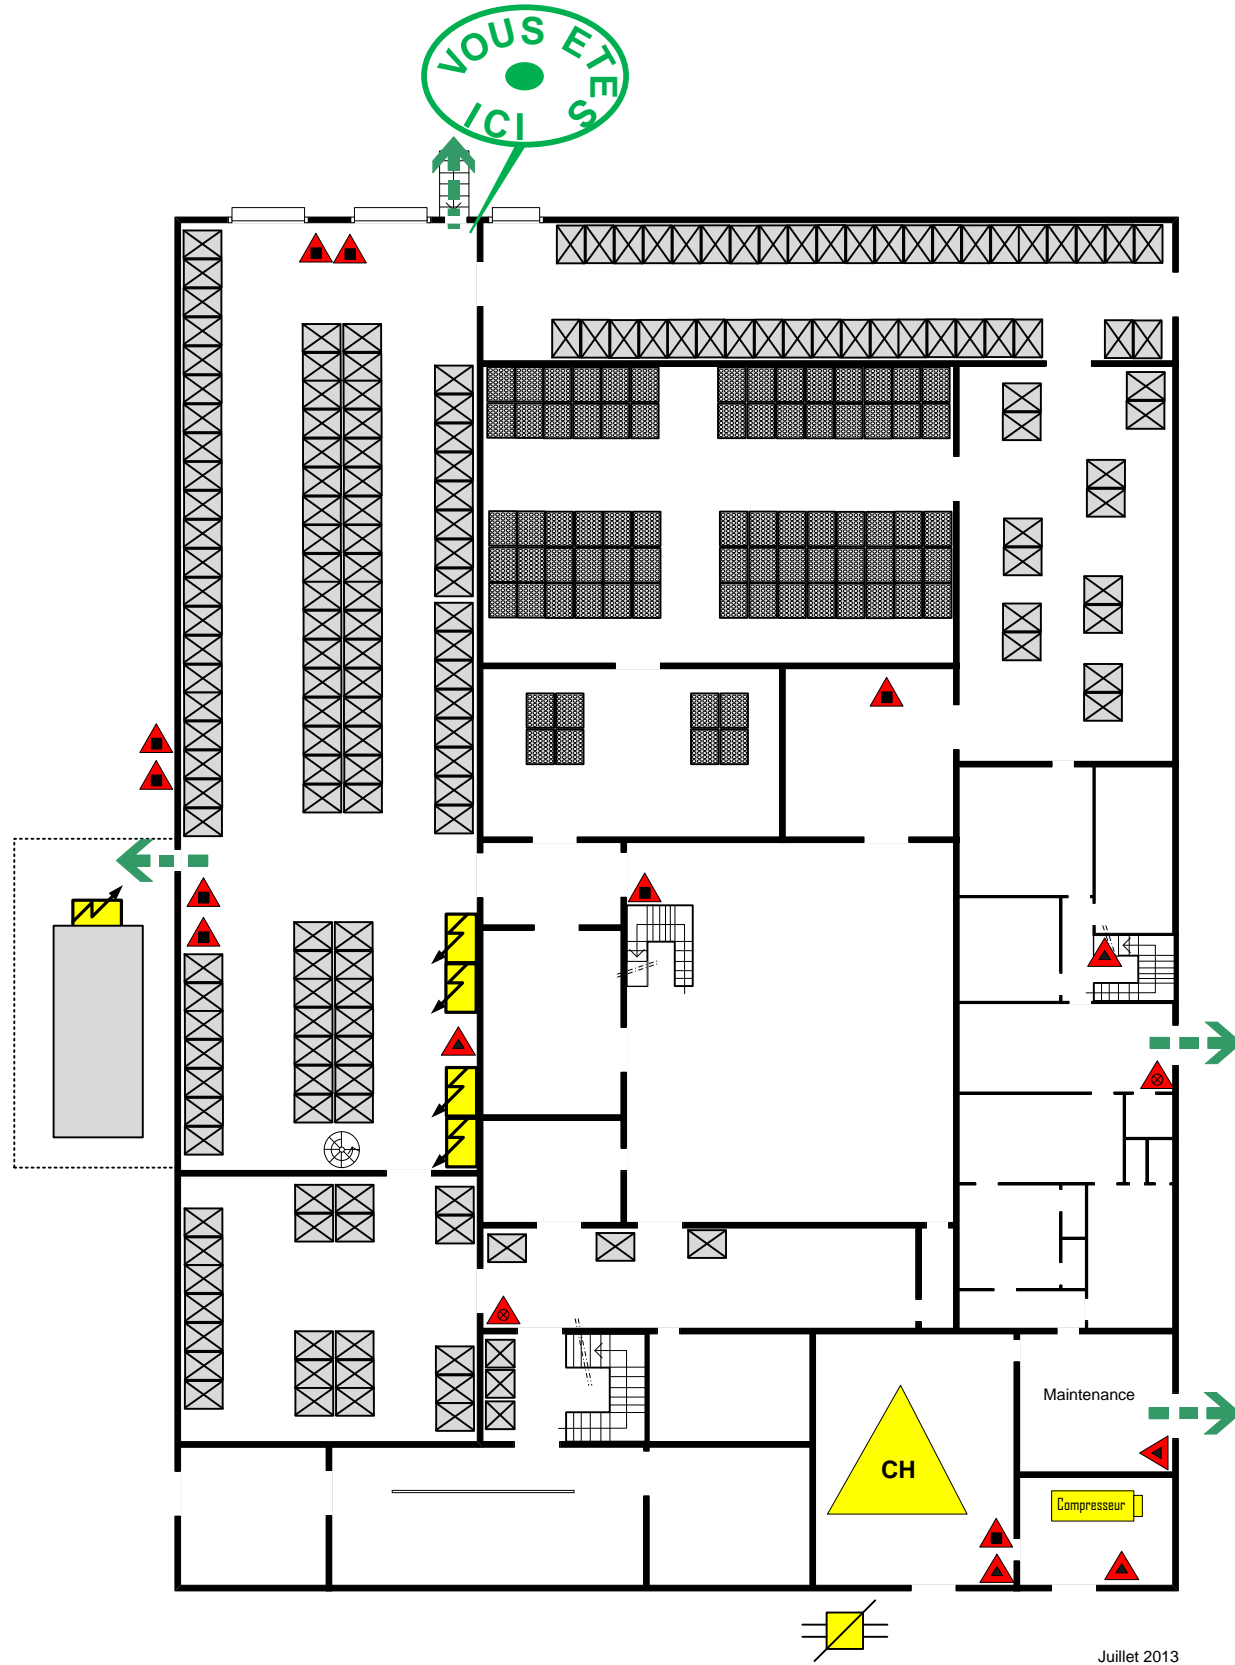 VOUS ETES
ICI
Maintenance
CH
Compresseur
Juillet 2013